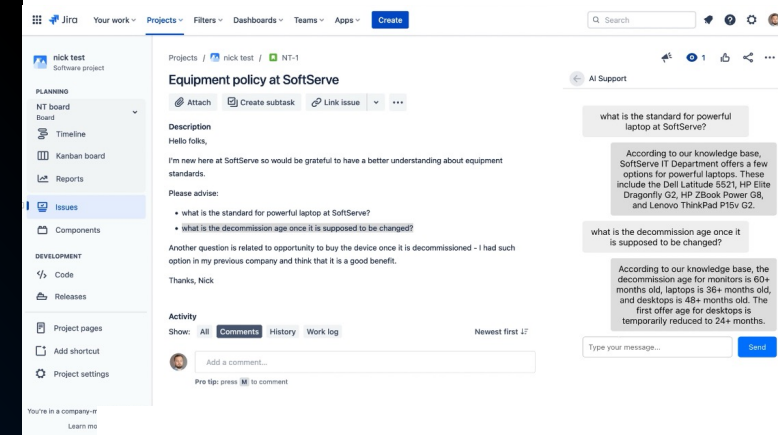 Jira
Your work
Projects
Filters
Dashboards
Teams
Apps
Create
Search
nick test
Software project
PLANNING
NT board
Board
Timeline
Kanban board
Reports
Issues
Components
DEVELOPMENT
Code
Releases
Project pages
Add shortcut
Project settings
You're in a company-m
Learn mo
Projects / nick test / NT-1
Equipment policy at SoftServe
Attach
Create subtask
Link issue
Description
Hello folks,
I'm new here at SoftServe so would be grateful to have a better understanding about equipment
standards.
Please advise:
• what is the standard for powerful laptop at SoftServe?
• what is the decommission age once it is supposed to be changed?
Another question is related to opportunity to buy the device once it is decommissioned - I had such
option in my previous company and think that it is a good benefit.
Thanks, Nick
Activity
Show: All Comments History Work log
Newest first
Add a comment...
Pro tip: press M to comment
1
AI Support
what is the standard for powerful
laptop at SoftServe?
According to our knowledge base,
SoftServe IT Department offers a few
options for powerful laptops. These
include the Dell Latitude 5521, HP Elite
Dragonfly G2, HP ZBook Power G8,
and Lenovo ThinkPad P15v G2.
what is the decommission age once it
is supposed to be changed?
According to our knowledge base, the
decommission age for monitors is 60+
months old, laptops is 36+ months old,
and desktops is 48+ months old. The
first offer age for desktops is
temporarily reduced to 24+ months.
Type your message...
Send